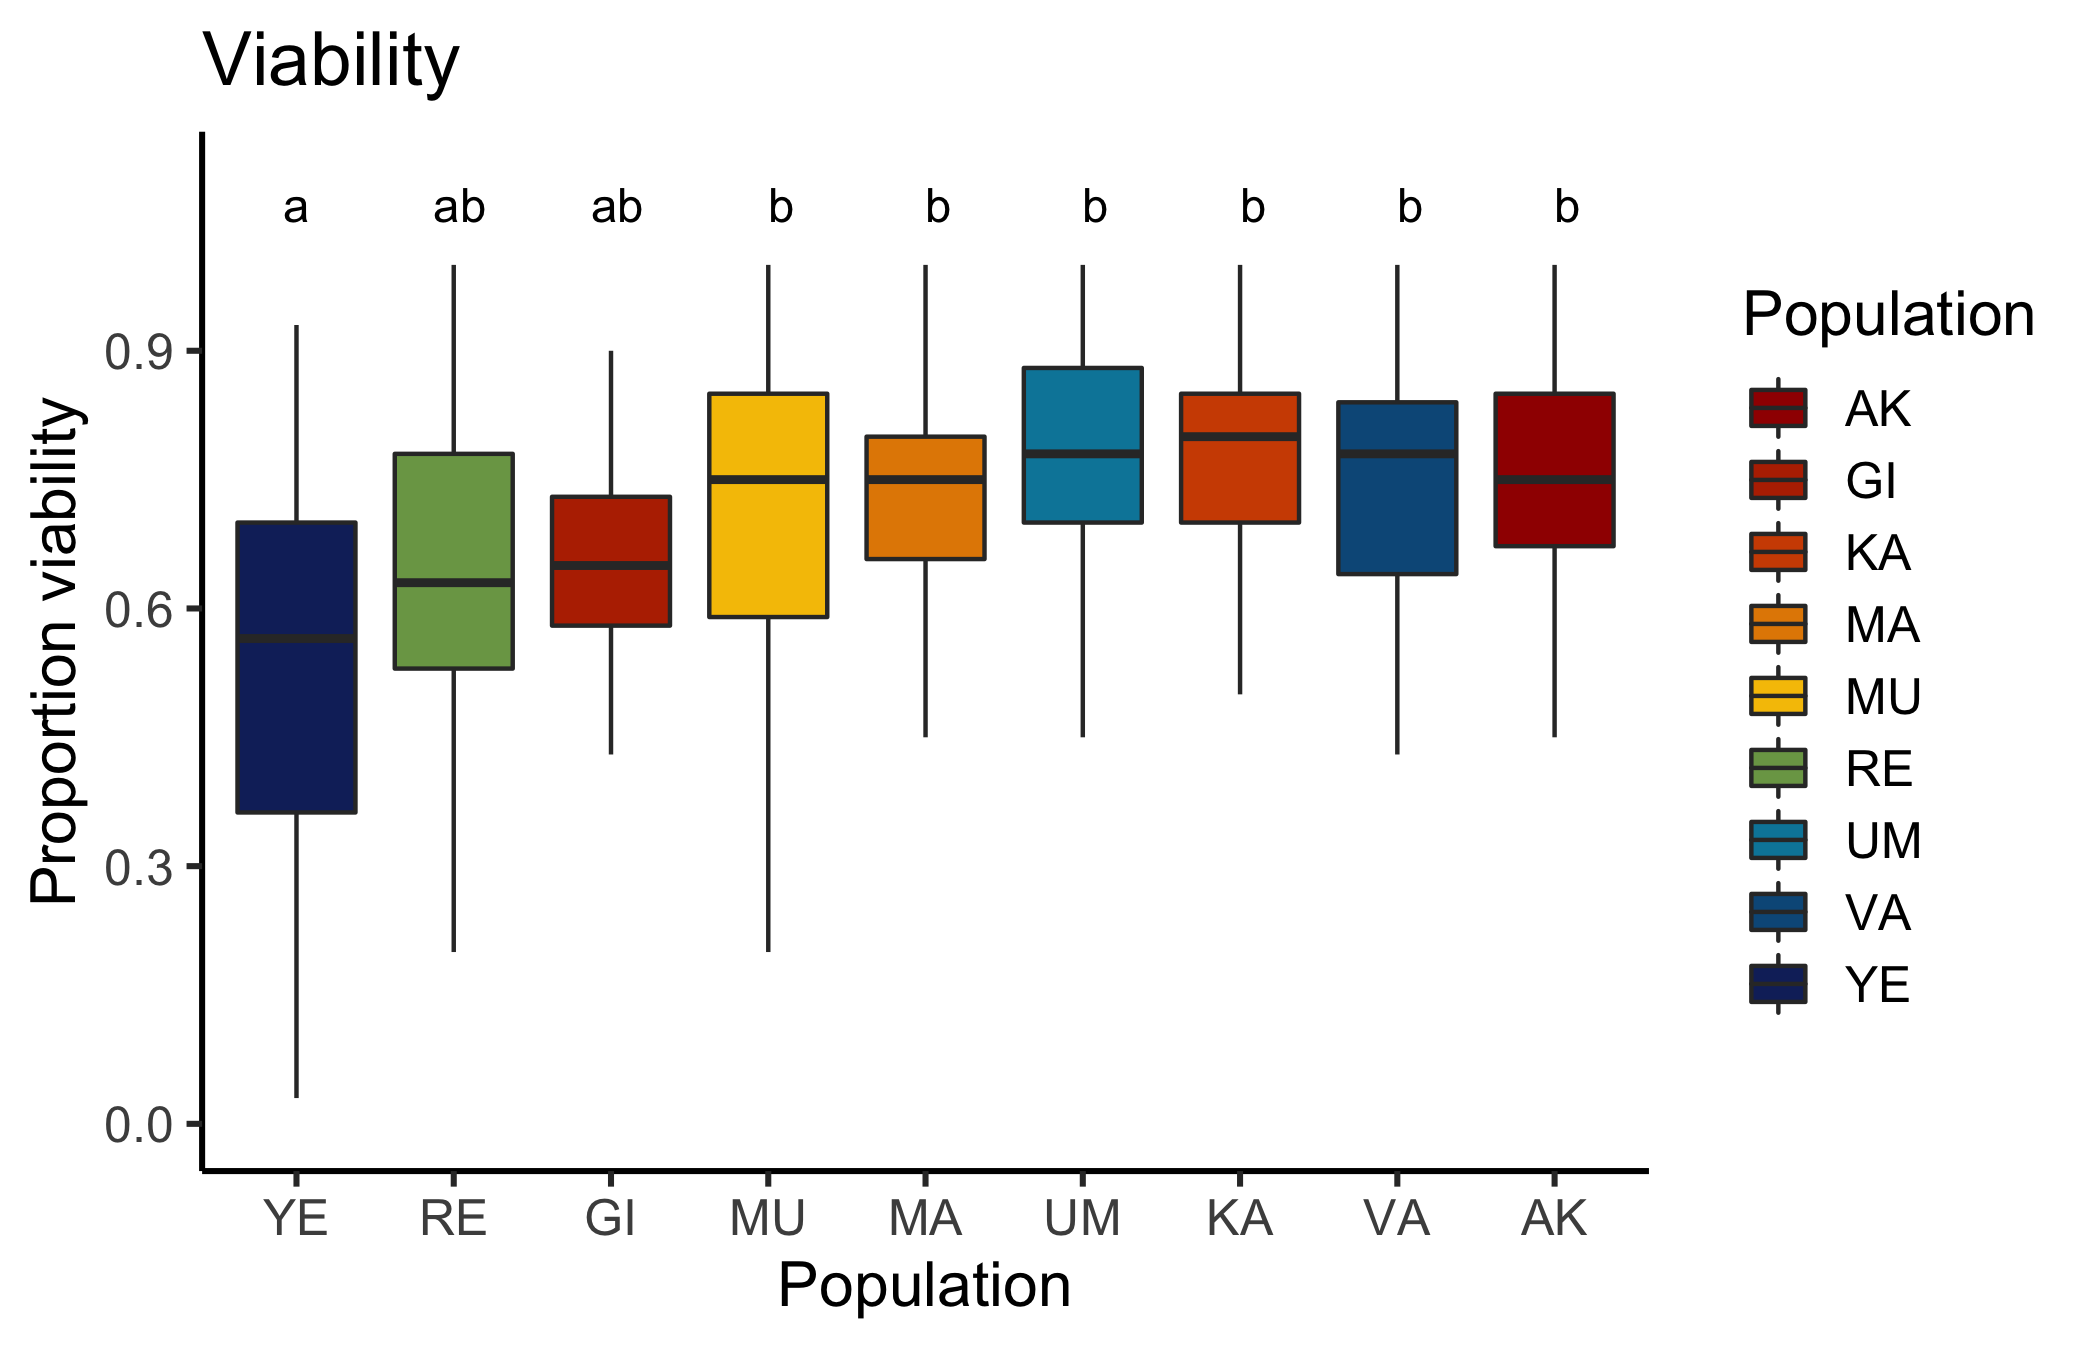 Viability
a ab ab b b b b b b
Proportion viability
0.9
0.6
0.3
0.0
YE RE GI MU MA UM KA VA AK
Population
Population
AK
GI
KA
MA
MU
RE
UM
VA
YE